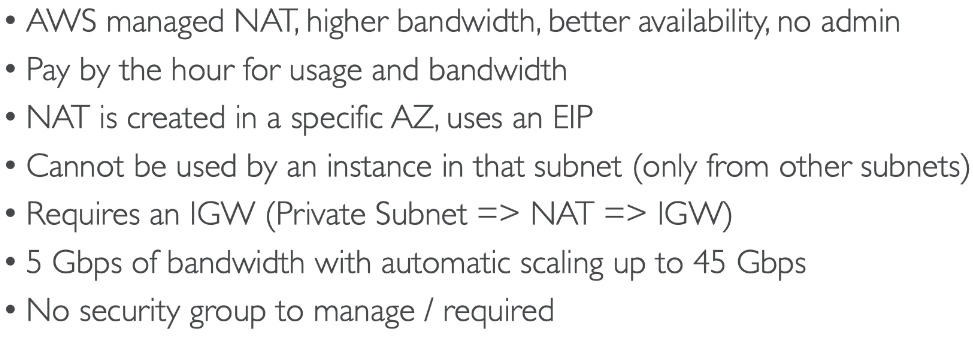 • AWS managed NAT, higher bandwidth, better availability, no admin
• Pay by the hour for usage and bandwidth
• NAT is created in a specific AZ, uses an EIP
• Cannot be used by an instance in that subnet (only from other subnets)
• Requires an IGW (Private Subnet => NAT => IGW)
• 5 Gbps of bandwidth with automatic scaling up to 45 Gbps
• No security group to manage / required